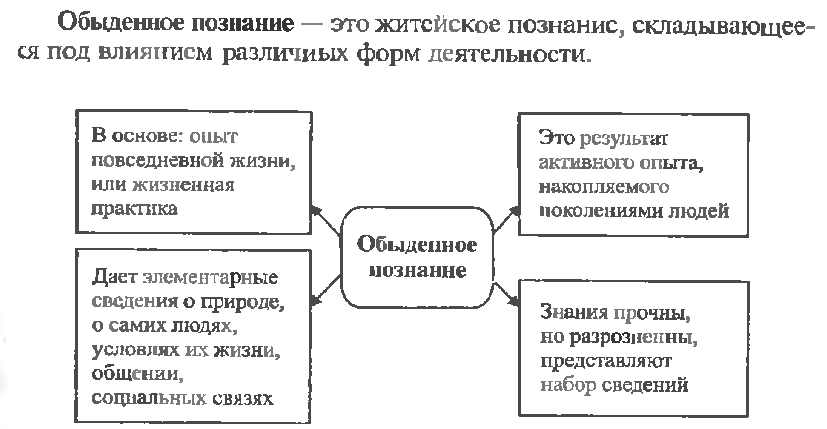 Обыденное познание — это житейское познание, складывающее-
ся под влиянием различных форм деятельности.
В основе: опыт
повседневной жизни,
или жизненная
практика
Это результат
активного опыта,
накопляемого
поколениями людей
Обыденное
познание
Дает элементарные
сведения о природе,
о самих людях,
условлях их жизни,
общении,
социальных связях
Знания прочны,
но разрозненны,
представляют
набор сведений